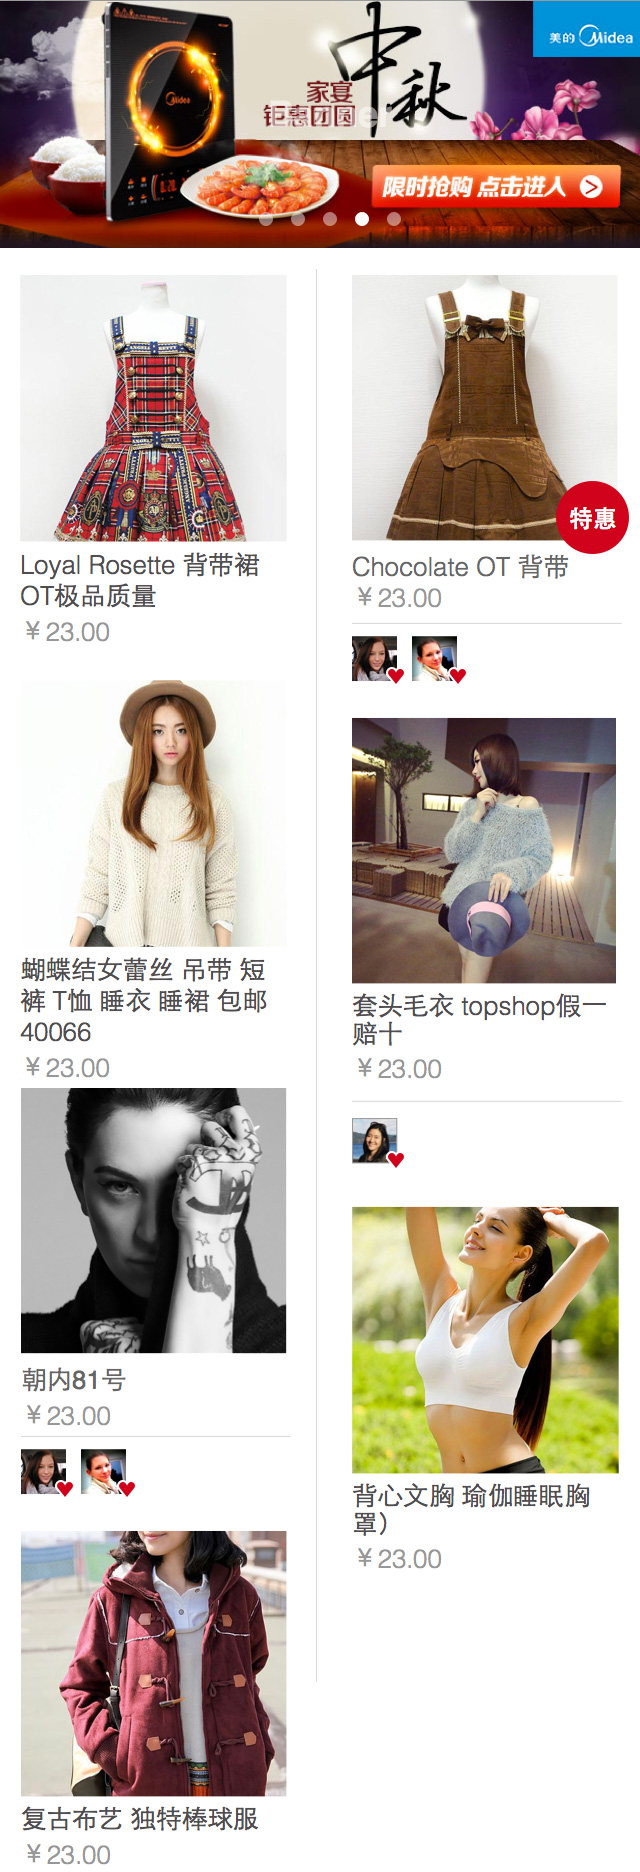 美的 Midea
Midea
中秋
家宴
钜惠团圆
Banner
限时抢购 点击进入
Loyal Rosette 背带裙
OT极品质量
￥23.00
特惠
Chocolate OT 背带
￥23.00
蝴蝶结女蕾丝 吊带 短
裤 T恤 睡衣 睡裙 包邮
40066
￥23.00
套头毛衣 topshop假一
赔十
￥23.00
朝内81号
￥23.00
背心文胸 瑜伽睡眠胸
罩）
￥23.00
复古布艺 独特棒球服
￥23.00